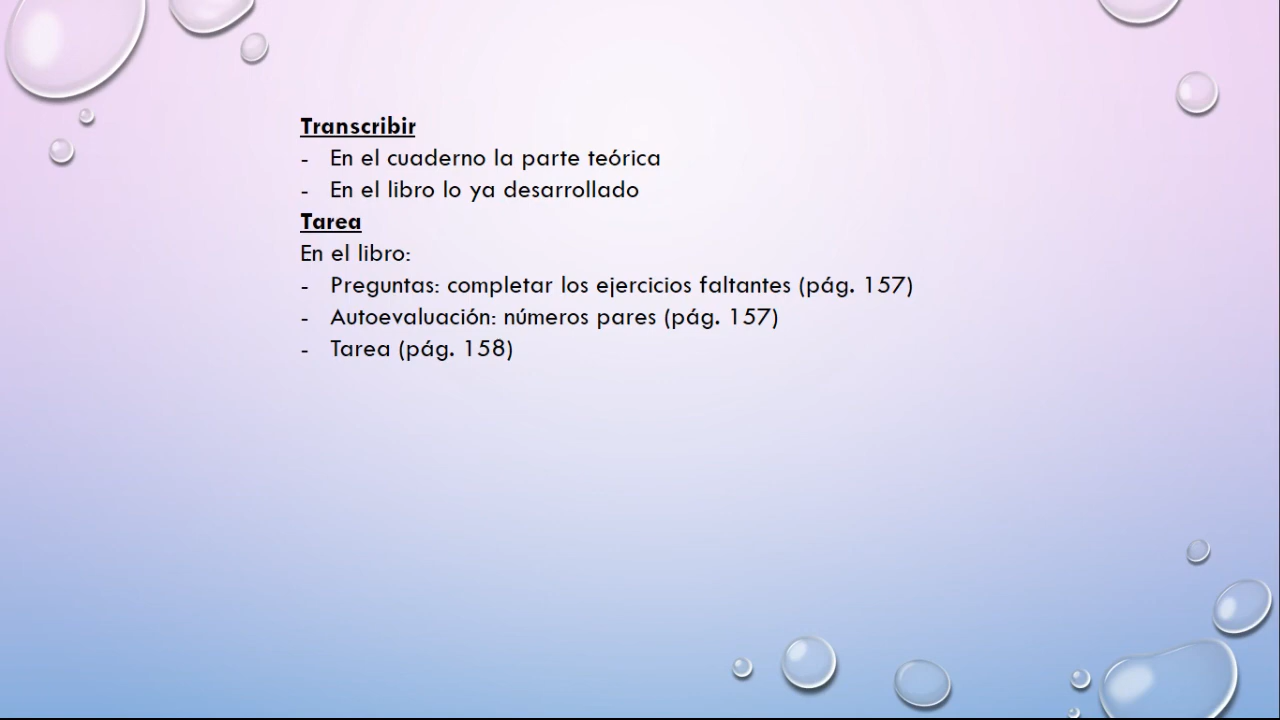 Transcribir
- En el cuaderno la parte teórica
- En el libro lo ya desarrollado
Tarea
En el libro:
- Preguntas: completar los ejercicios faltantes (pág. 157)
- Autoevaluación: números pares (pág. 157)
- Tarea (pág. 158)